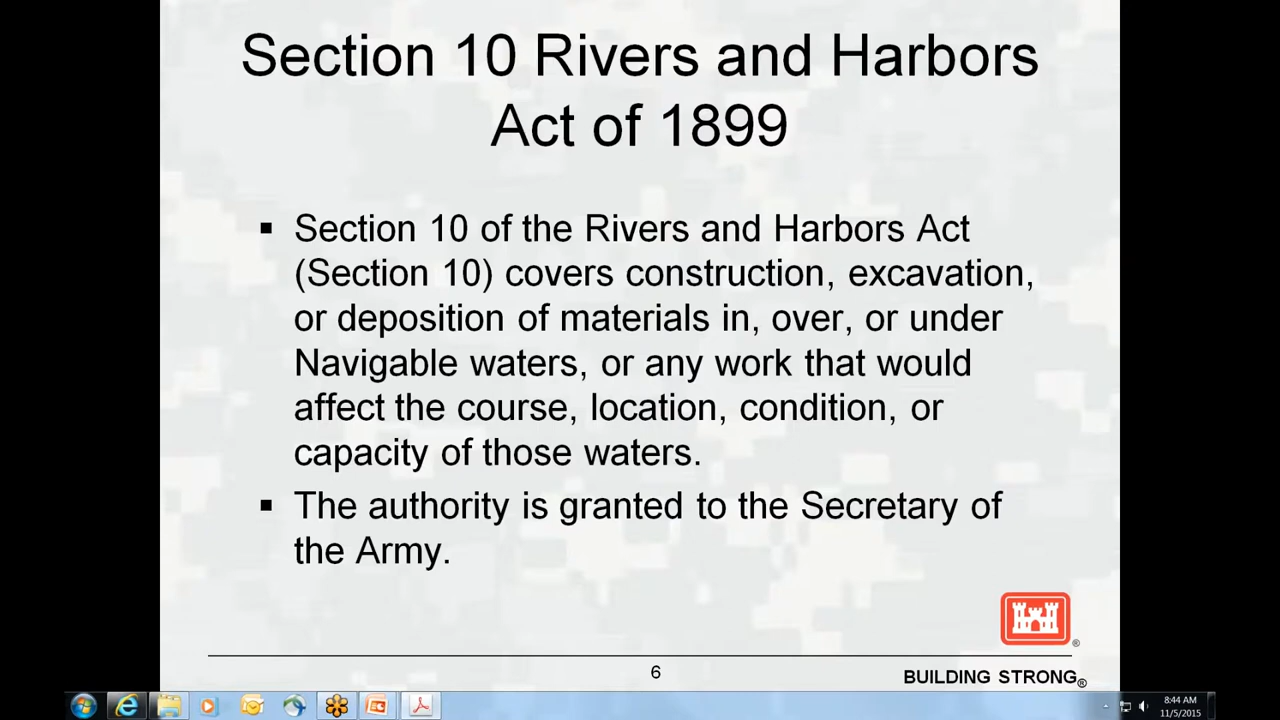 Section 10 Rivers and Harbors
Act of 1899
▪ Section 10 of the Rivers and Harbors Act
(Section 10) covers construction, excavation,
or deposition of materials in, over, or under
Navigable waters, or any work that would
affect the course, location, condition, or
capacity of those waters.
▪ The authority is granted to the Secretary of
the Army.
®
6
BUILDING STRONG®
8:44 AM
11/5/2015